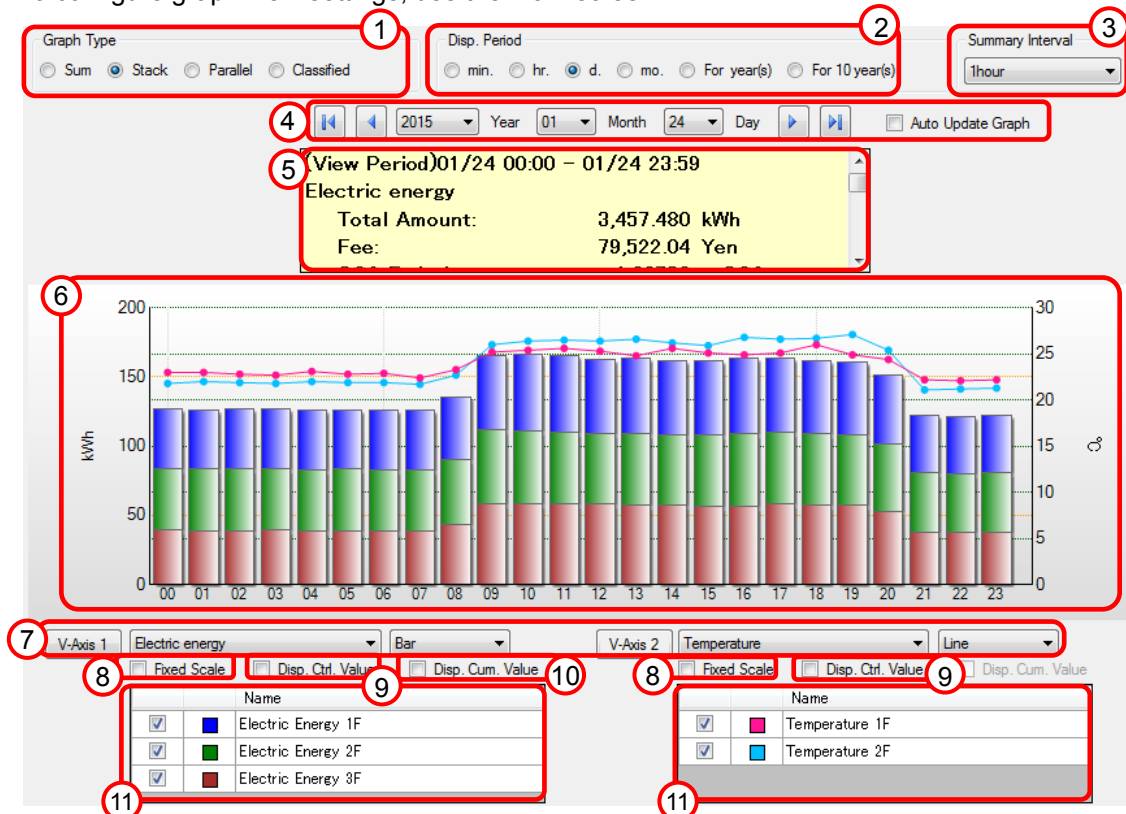 Graph Type
Sum Stack Parallel Classified
1
Disp. Period
min. hr. d. mo. For year(s) For 10 year(s)
2
Summary Interval
1hour
3
4
2015 Year 01 Month 24 Day Auto Update Graph
5
(View Period)01/24 00:00 - 01/24 23:59
Electric energy
Total Amount: 3,457.480 kWh
Fee: 79,522.04 Yen
6
200
150
100
50
0
kWh
30
25
20
15
10
5
0
℃
00 01 02 03 04 05 06 07 08 09 10 11 12 13 14 15 16 17 18 19 20 21 22 23
7
V-Axis 1 Electric energy Bar
V-Axis 2 Temperature Line
8 Fixed Scale Disp. Ctrl. Value 9 Disp. Cum. Value 10
8 Fixed Scale Disp. Ctrl. Value 9 Disp. Cum. Value
Name
Electric Energy 1F
Electric Energy 2F
Electric Energy 3F
11
Name
Temperature 1F
Temperature 2F
11